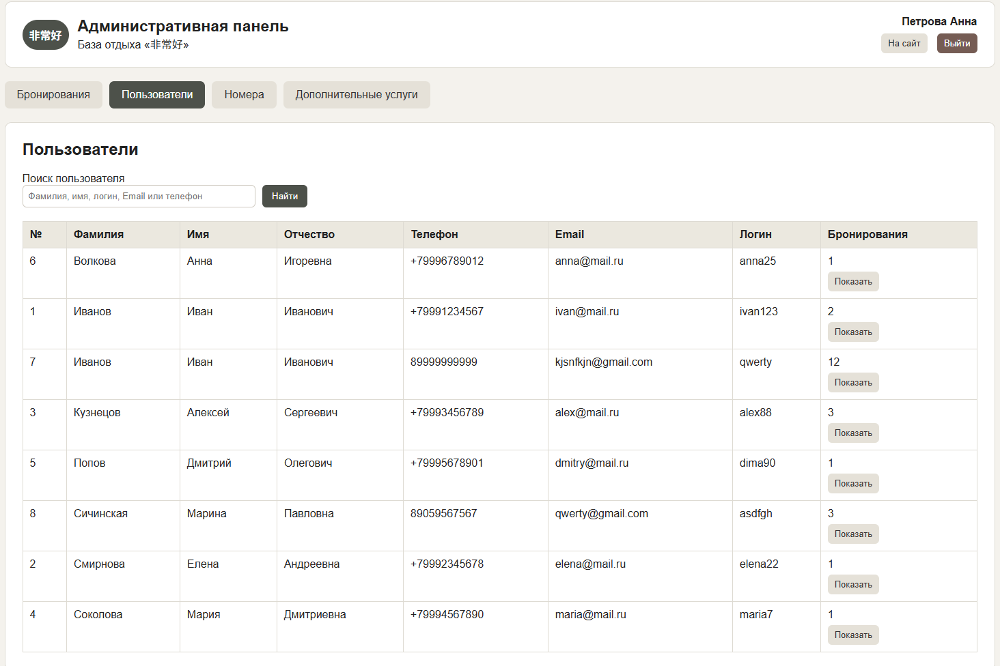 非常好
Административная панель
База отдыха «非常好»
Петрова Анна
На сайт Выйти
Бронирования Пользователи Номера Дополнительные услуги
Пользователи
Поиск пользователя
Фамилия, имя, логин, Email или телефон Найти
№ Фамилия Имя Отчество Телефон Email Логин Бронирования
6 Волкова Анна Игоревна +79996789012 anna@mail.ru anna25 1
Показать
1 Иванов Иван Иванович +79991234567 ivan@mail.ru ivan123 2
Показать
7 Иванов Иван Иванович 89999999999 kjsnfkjn@gmail.com qwerty 12
Показать
3 Кузнецов Алексей Сергеевич +79993456789 alex@mail.ru alex88 3
Показать
5 Попов Дмитрий Олегович +79995678901 dmitry@mail.ru dima90 1
Показать
8 Сичинская Марина Павловна 89059567567 qwerty@gmail.com asdfgh 3
Показать
2 Смирнова Елена Андреевна +79992345678 elena@mail.ru elena22 1
Показать
4 Соколова Мария Дмитриевна +79994567890 maria@mail.ru maria7 1
Показать